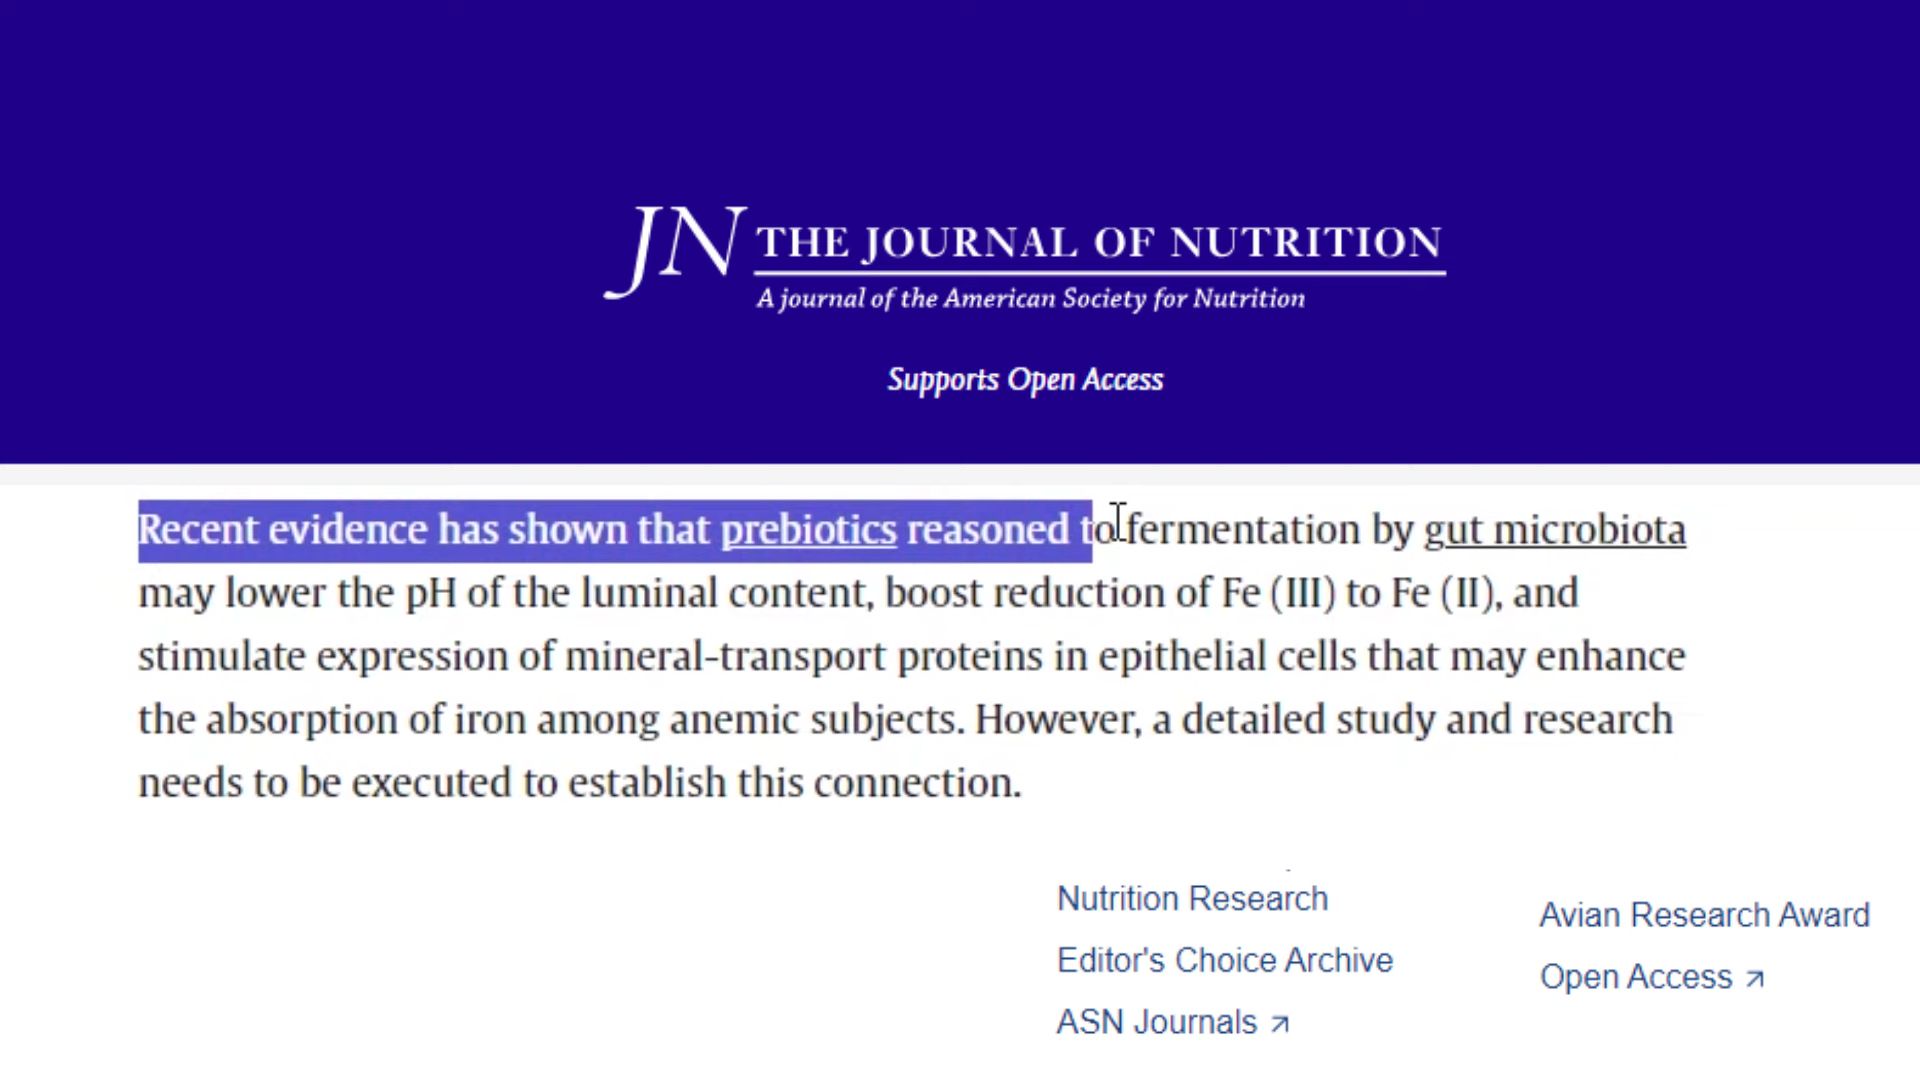 JN THE JOURNAL OF NUTRITION
A journal of the American Society for Nutrition
Supports Open Access
Recent evidence has shown that prebiotics reasoned to fermentation by gut microbiota
may lower the pH of the luminal content, boost reduction of Fe (III) to Fe (II), and
stimulate expression of mineral-transport proteins in epithelial cells that may enhance
the absorption of iron among anemic subjects. However, a detailed study and research
needs to be executed to establish this connection.
Nutrition Research
Editor's Choice Archive
ASN Journals
Avian Research Award
Open Access